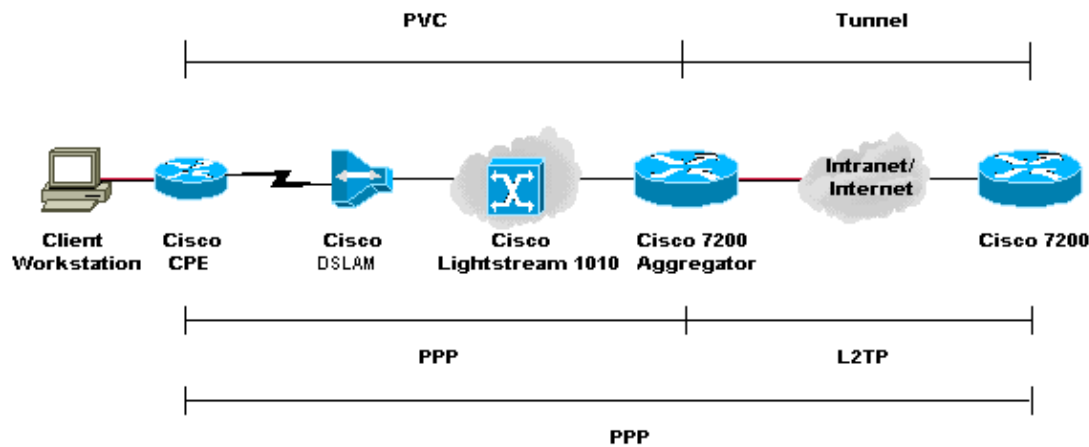 PVC
Tunnel
Intranet/
Internet
Client
Workstation
Cisco
CPE
Cisco
DSLAM
Cisco
Lightstream 1010
Cisco 7200
Aggregator
Cisco 7200
PPP
L2TP
PPP